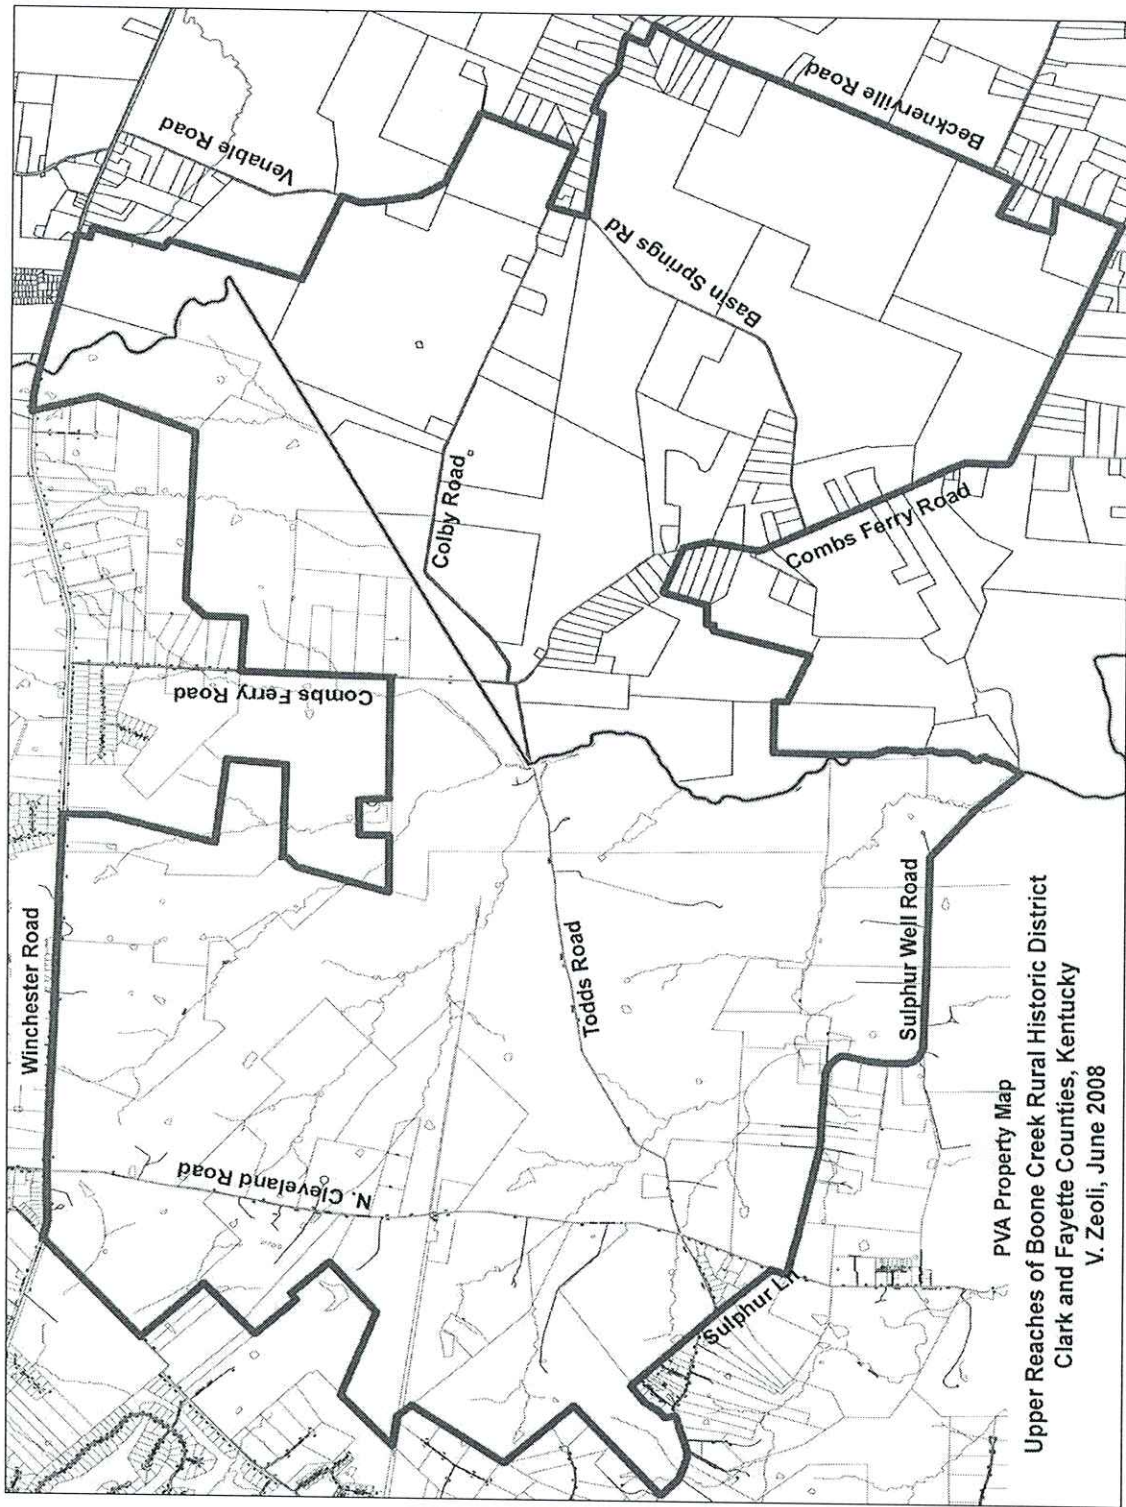 Winchester Road
N. Cleveland Road
Combs Ferry Road
Venable Road
Colby Road
Todds Road
Basin Springs Rd
Becknerville Road
Combs Ferry Road
Sulphur Ln.
Sulphur Well Road
PVA Property Map
Upper Reaches of Boone Creek Rural Historic District
Clark and Fayette Counties, Kentucky
V. Zeoli, June 2008